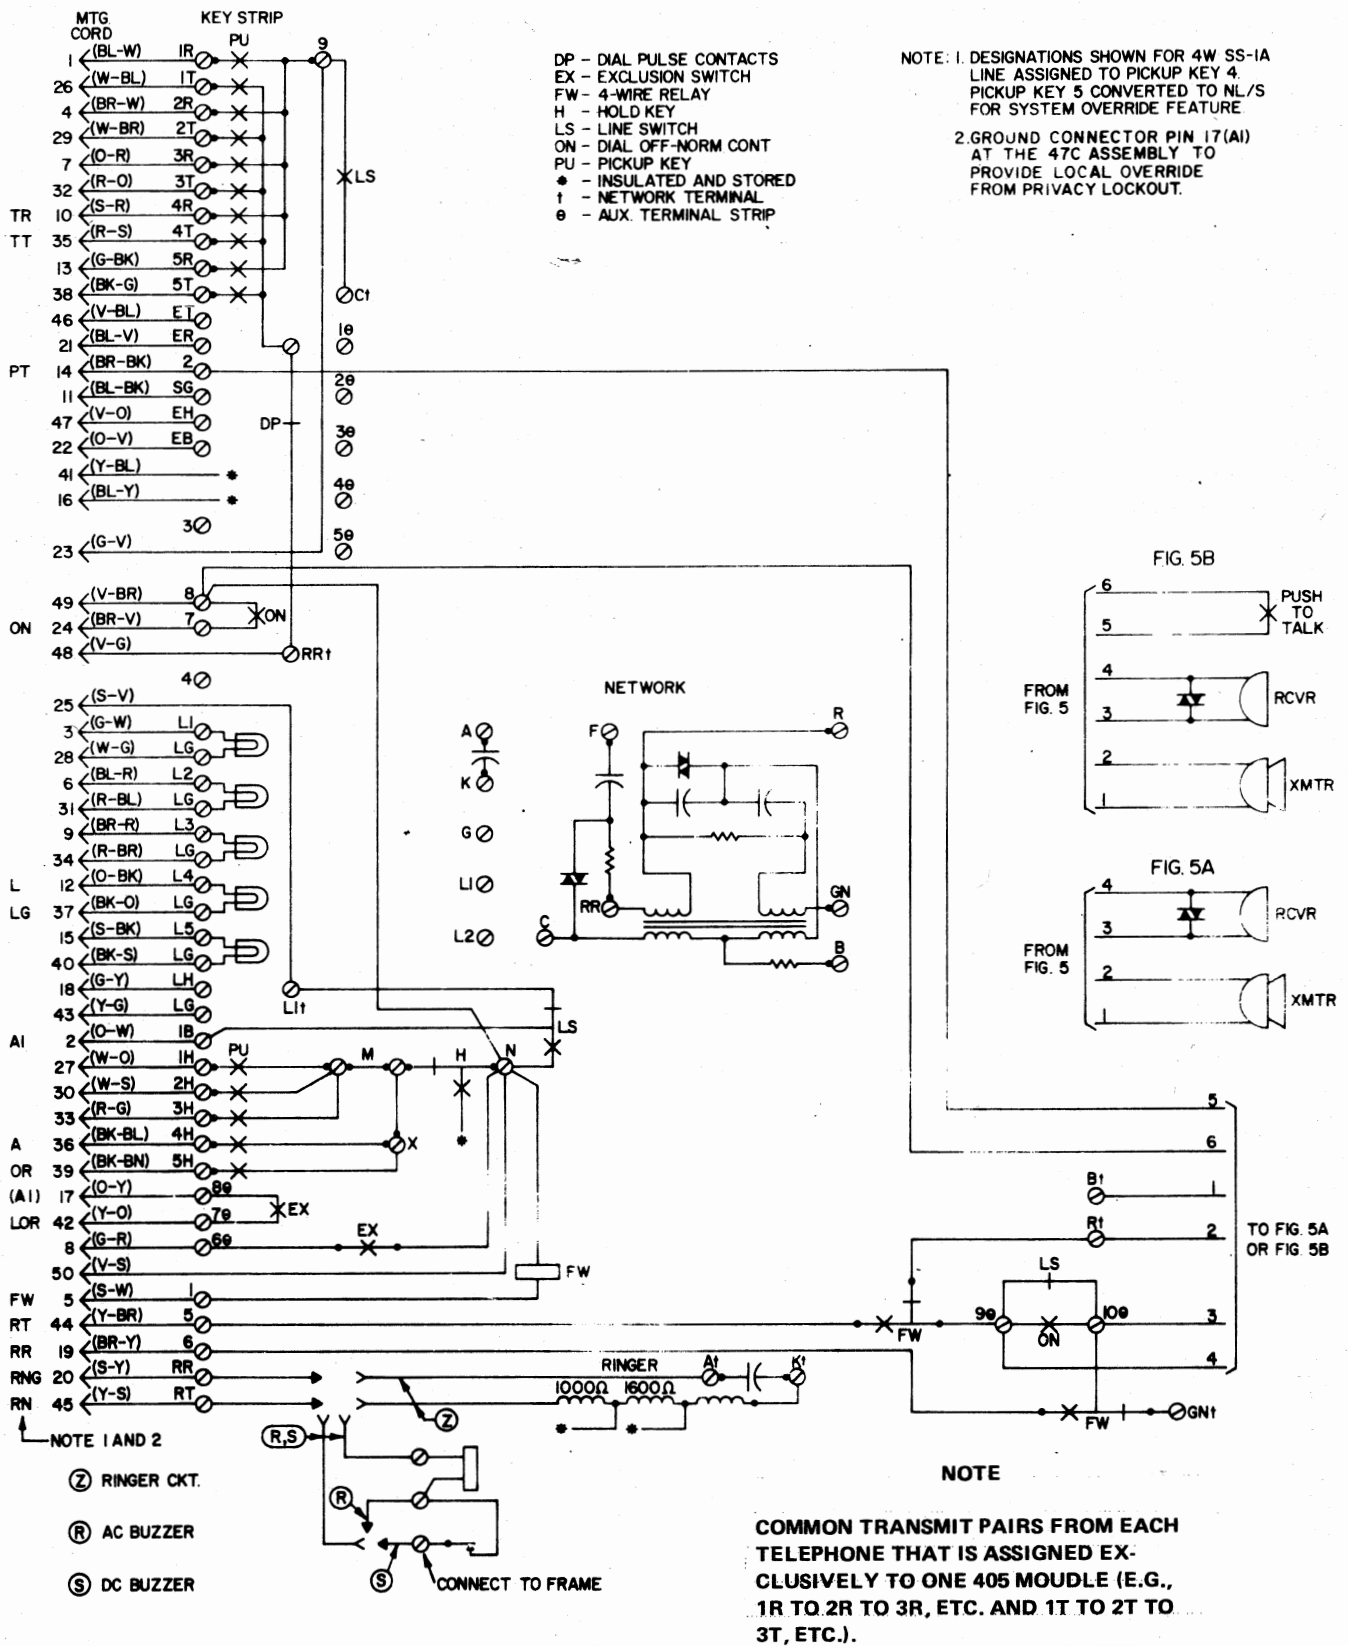 MTG.
CORD
KEY STRIP
PU
9
1 (BL-W) 1R
26 (W-BL) 1T
4 (BR-W) 2R
29 (W-BR) 2T
7 (O-R) 3R
32 (R-O) 3T
TR 10 (S-R) 4R
TT 35 (R-S) 4T
13 (G-BK) 5R
38 (BK-G) 5T
46 (V-BL) ET
21 (BL-V) ER
PT 14 (BR-BK) 2
11 (BL-BK) SG
47 (V-O) EH
22 (O-V) EB
41 (Y-BL) *
16 (BL-Y) *
3
23 (G-V)
49 (V-BR) 8
ON 24 (BR-V) 7
48 (V-G)
4
25 (S-V)
3 (G-W) L1
28 (W-G) LG
6 (BL-R) L2
31 (R-BL) LG
9 (BR-R) L3
34 (R-BR) LG
L 12 (O-BK) L4
LG 37 (BK-O) LG
15 (S-BK) L5
40 (BK-S) LG
18 (G-Y) LH
43 (Y-G) LG
A1 2 (O-W) 1B
27 (W-O) 1H
30 (W-S) 2H
33 (R-G) 3H
A 36 (BK-BL) 4H
OR 39 (BK-BN) 5H
(A1) 17 (O-Y) 8θ
LOR 42 (Y-O) 7θ
8 (G-R) 6θ
50 (V-S)
FW 5 (S-W) 1
RT 44 (Y-BR) 5
RR 19 (BR-Y) 6
RNG 20 (S-Y) RR
RN 45 (Y-S) RT
NOTE 1 AND 2
LS
C†
1θ
2θ
3θ
4θ
5θ
DP
ON
RR†
L1†
PU
M
H
N
LS
X
*
EX
EX
FW
DP - DIAL PULSE CONTACTS
EX - EXCLUSION SWITCH
FW - 4-WIRE RELAY
H - HOLD KEY
LS - LINE SWITCH
ON - DIAL OFF-NORM CONT
PU - PICKUP KEY
* - INSULATED AND STORED
† - NETWORK TERMINAL
θ - AUX. TERMINAL STRIP
NOTE: 1. DESIGNATIONS SHOWN FOR 4W SS-1A
LINE ASSIGNED TO PICKUP KEY 4.
PICKUP KEY 5 CONVERTED TO NL/S
FOR SYSTEM OVERRIDE FEATURE
2. GROUND CONNECTOR PIN 17(A1)
AT THE 47C ASSEMBLY TO
PROVIDE LOCAL OVERRIDE
FROM PRIVACY LOCKOUT.
NETWORK
A
K
G
L1
L2
F
R
RR
C
GN
B
FIG. 5B
6
5
4
3
2
1
PUSH
TO
TALK
RCVR
XMTR
FROM
FIG. 5
FIG. 5A
4
3
2
1
RCVR
XMTR
FROM
FIG. 5
5
6
B† 1
R† 2
3
4
TO FIG. 5A
OR FIG. 5B
LS
9θ
10θ
ON
FW
FW
GN†
RINGER
1000Ω
1600Ω
A†
K†
*
*
Z
R,S
R
S
CONNECT TO FRAME
Z RINGER CKT.
R AC BUZZER
S DC BUZZER
NOTE
COMMON TRANSMIT PAIRS FROM EACH
TELEPHONE THAT IS ASSIGNED EX-
CLUSIVELY TO ONE 405 MOUDLE (E.G.,
1R TO 2R TO 3R, ETC. AND 1T TO 2T TO
3T, ETC.).